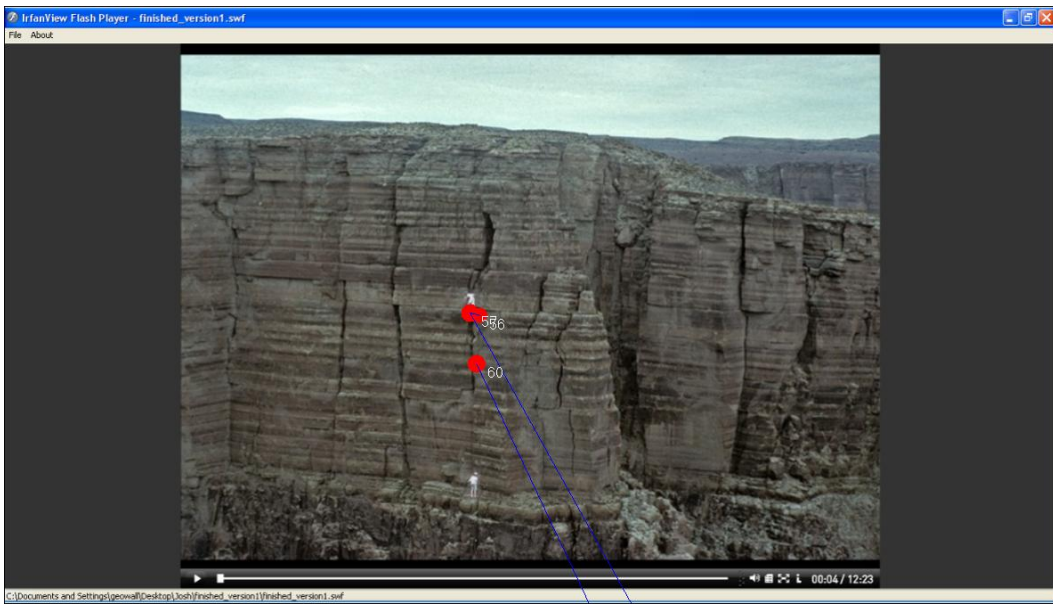 IrfanView Flash Player - finished_version1.swf
File About
57
56
60
00:04 / 12:23
C:\Documents and Settings\geowall\Desktop\Josh\finished_version1\finished_version1.swf